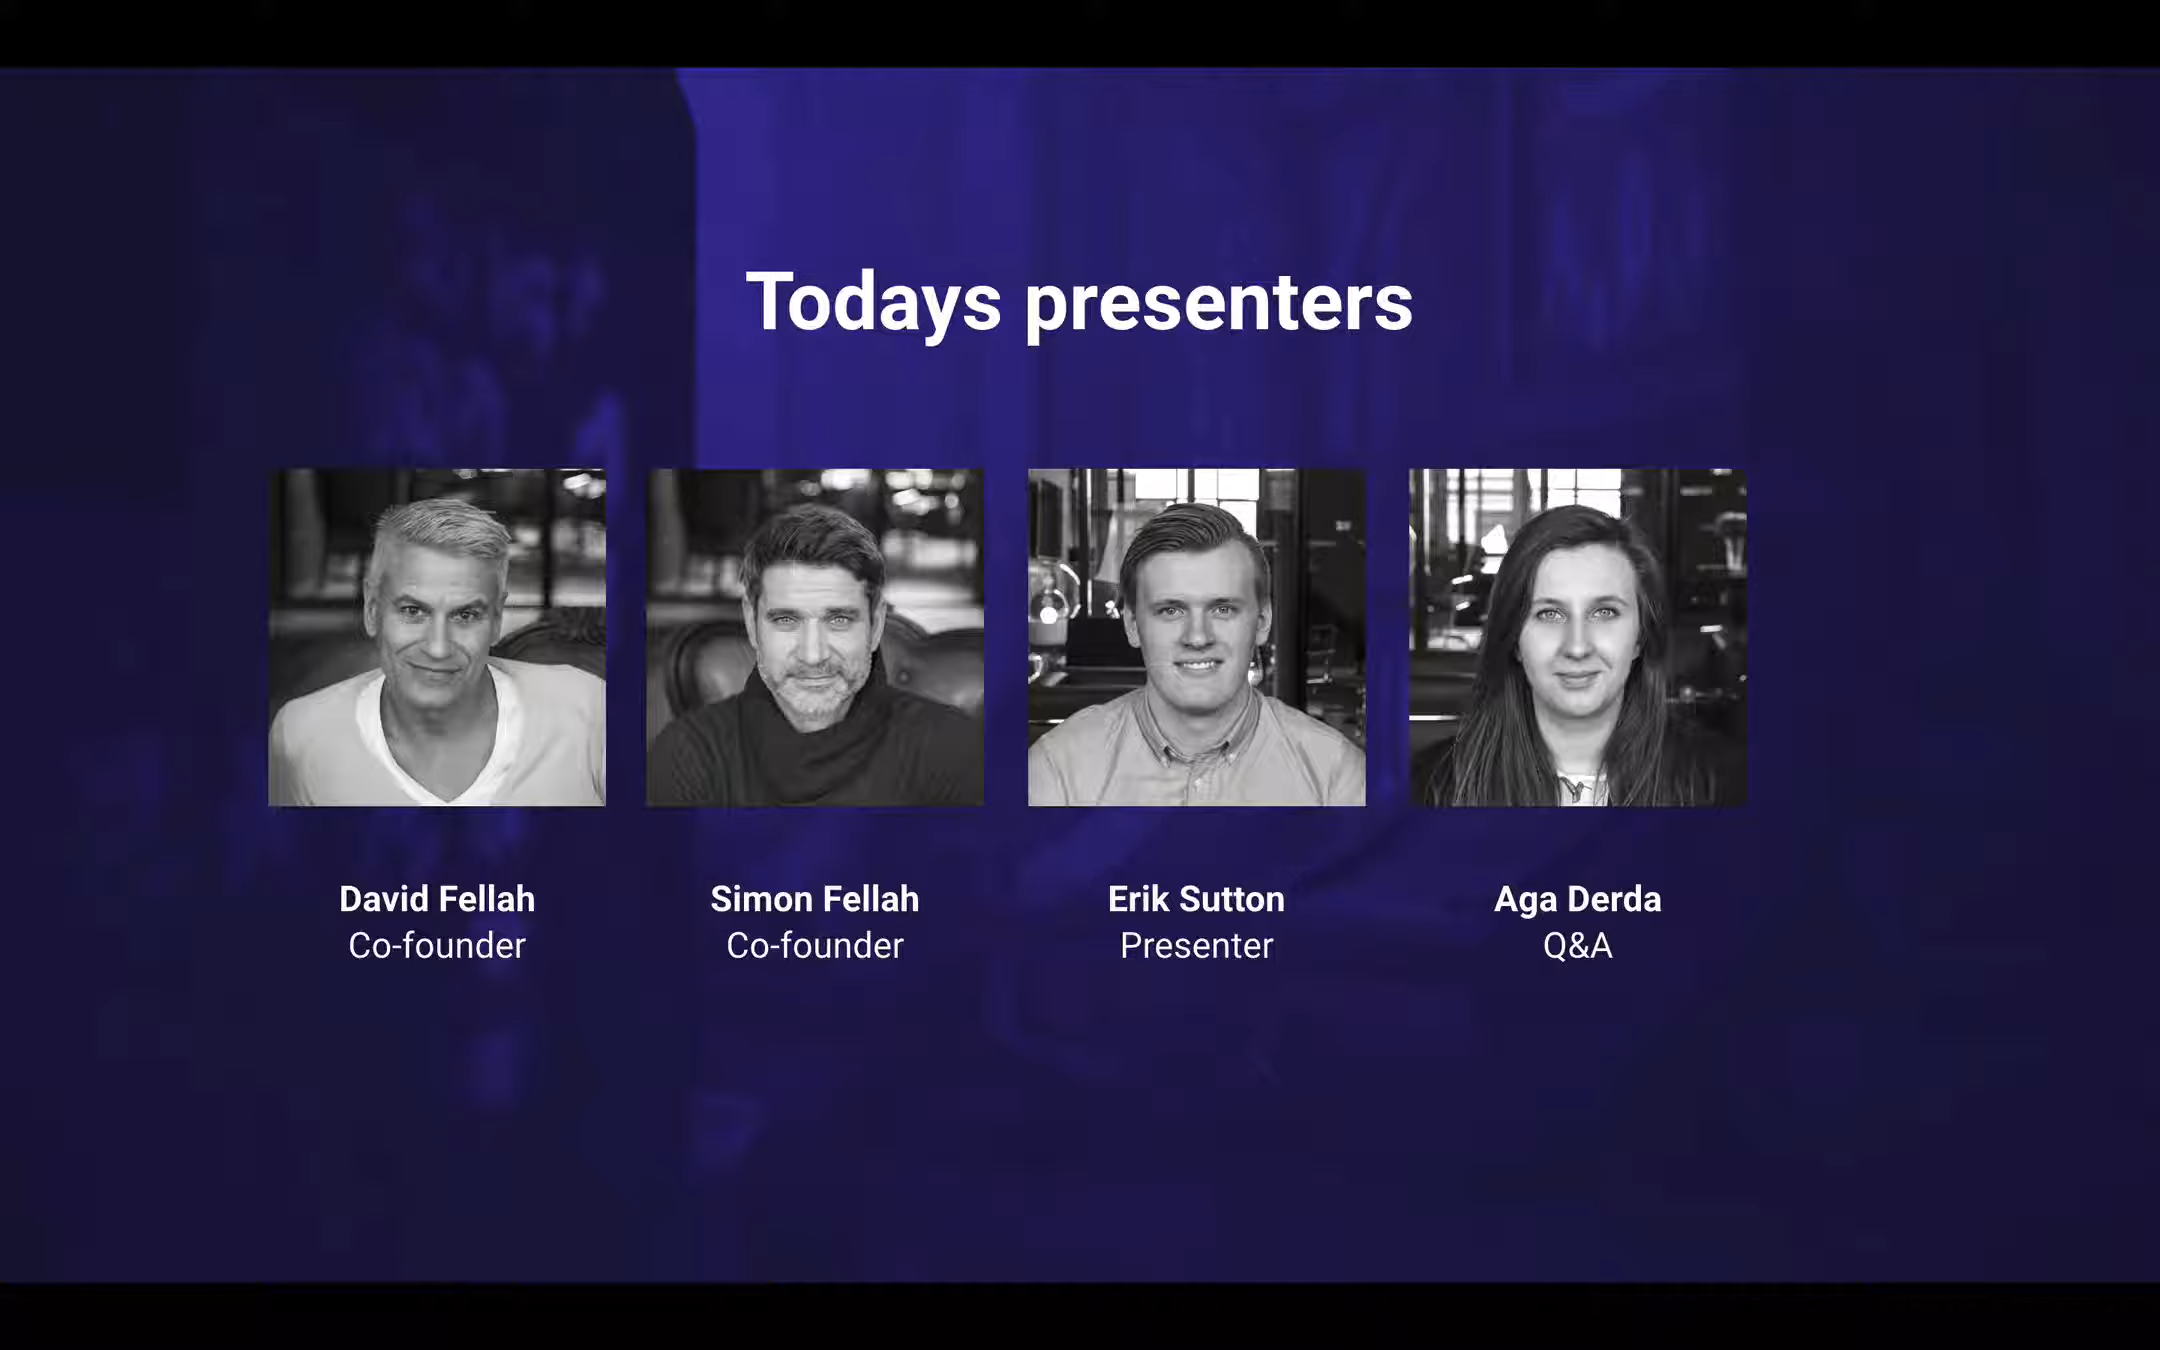 Todays presenters
David Fellah
Co-founder
Simon Fellah
Co-founder
Erik Sutton
Presenter
Aga Derda
Q&A